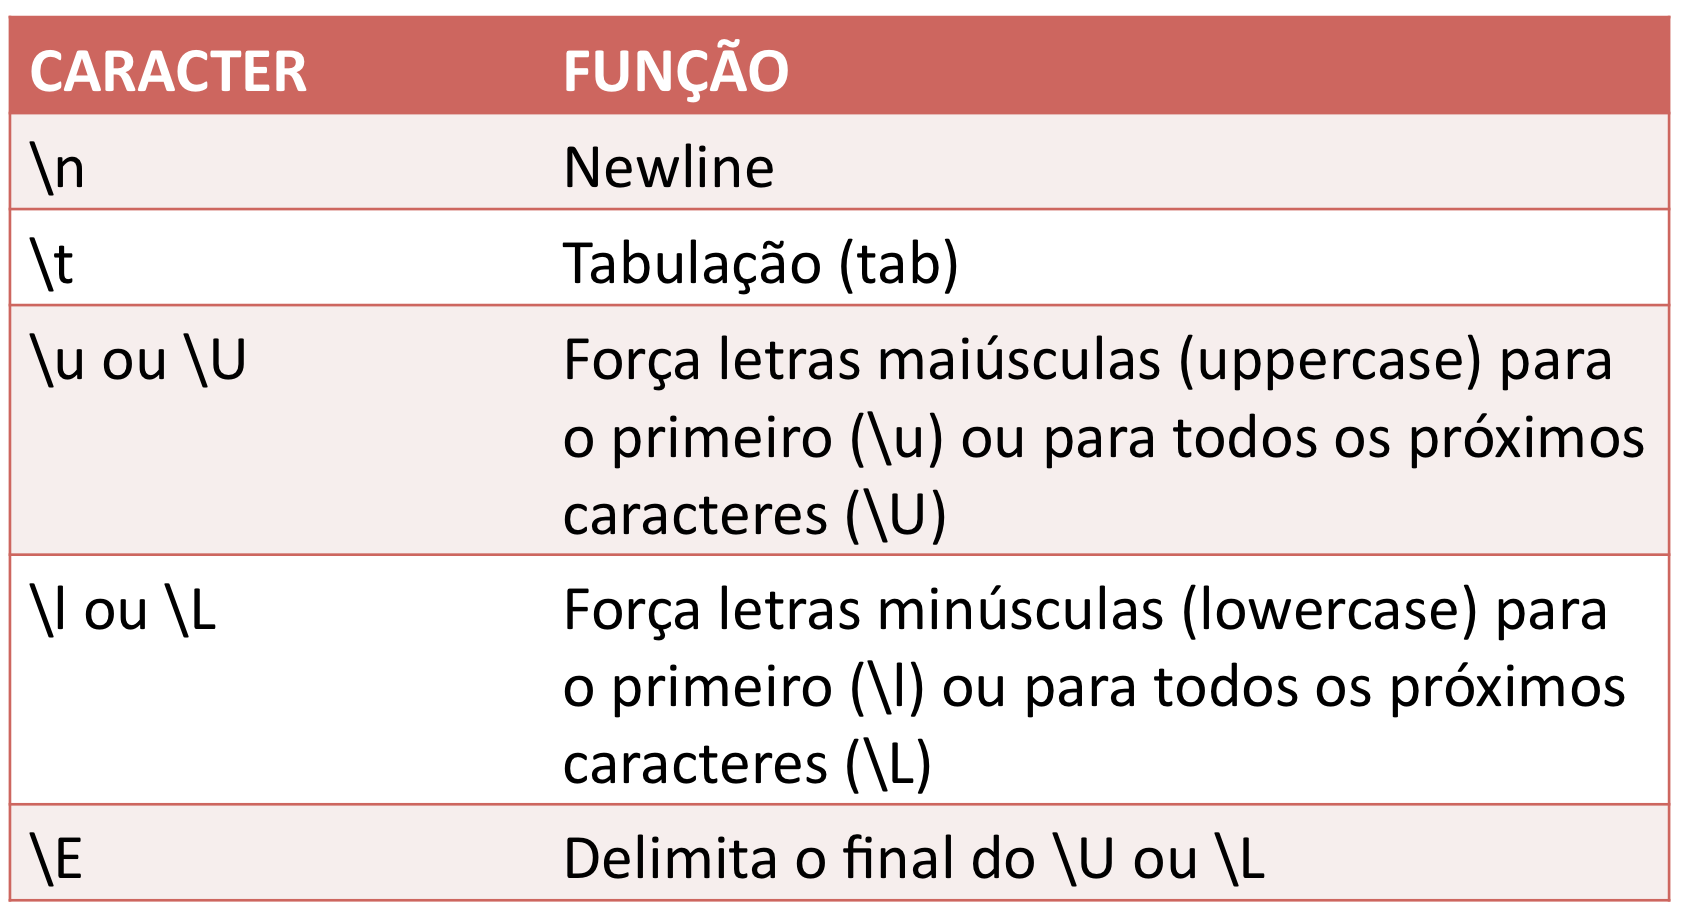 CARACTER FUNÇÃO
\n Newline
\t Tabulação (tab)
\u ou \U Força letras maiúsculas (uppercase) para
o primeiro (\u) ou para todos os próximos
caracteres (\U)
\l ou \L Força letras minúsculas (lowercase) para
o primeiro (\l) ou para todos os próximos
caracteres (\L)
\E Delimita o final do \U ou \L